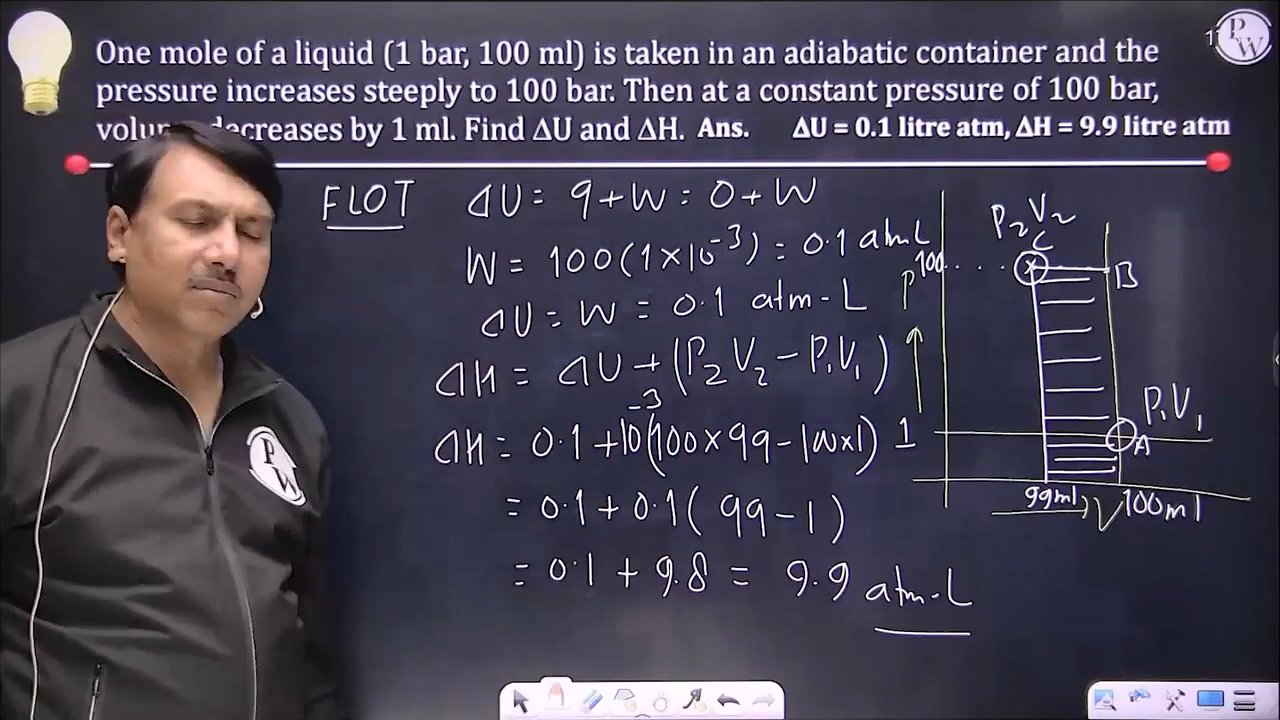 One mole of a liquid (1 bar, 100 ml) is taken in an adiabatic container and the
pressure increases steeply to 100 bar. Then at a constant pressure of 100 bar,
decreases by 1 ml. Find ΔU and ΔH. Ans. ΔU = 0.1 litre atm, ΔH = 9.9 litre atm
PW
FLOT
ΔU = q + W = 0 + W
W = 100 (1 × 10⁻³) = 0.1 atm L
ΔU = W = 0.1 atm - L
ΔH = ΔU + (P₂V₂ - P₁V₁)
ΔH = 0.1 + 10⁻³(100 × 99 - 100 × 1)
= 0.1 + 0.1 ( 99 - 1 )
= 0.1 + 9.8 = 9.9 atm - L
P₂V₂
C
100
B
P
P₁V₁
1
A
99ml
V
100ml
PW